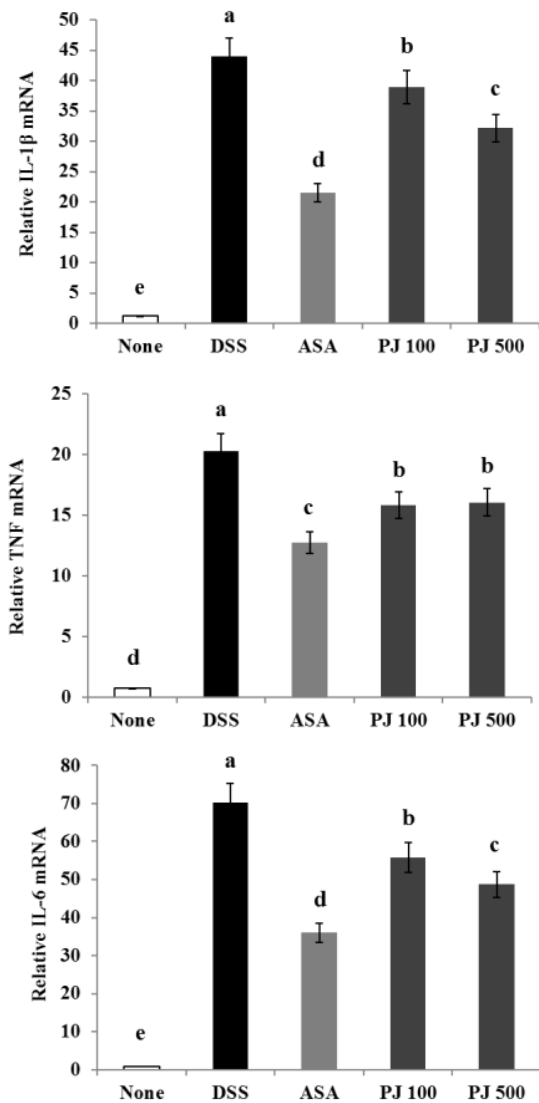 Relative IL-1β mRNA
50
45
40
35
30
25
20
15
10
5
0
e
a
d
b
c
None DSS ASA PJ 100 PJ 500
Relative TNF mRNA
25
20
15
10
5
0
d
a
c
b
b
None DSS ASA PJ 100 PJ 500
Relative IL-6 mRNA
80
70
60
50
40
30
20
10
0
e
a
d
b
c
None DSS ASA PJ 100 PJ 500